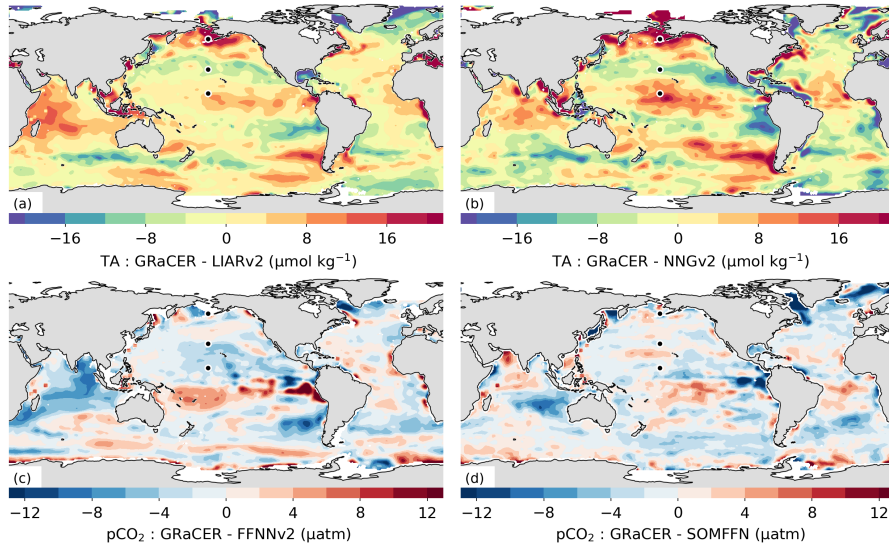 (a)
(b)
−16 −8 0 8 16
−16 −8 0 8 16
TA : GRaCER - LIARv2 (μmol kg⁻¹)
TA : GRaCER - NNGv2 (μmol kg⁻¹)
(c)
(d)
−12 −8 −4 0 4 8 12
−12 −8 −4 0 4 8 12
pCO₂ : GRaCER - FFNNv2 (μatm)
pCO₂ : GRaCER - SOMFFN (μatm)